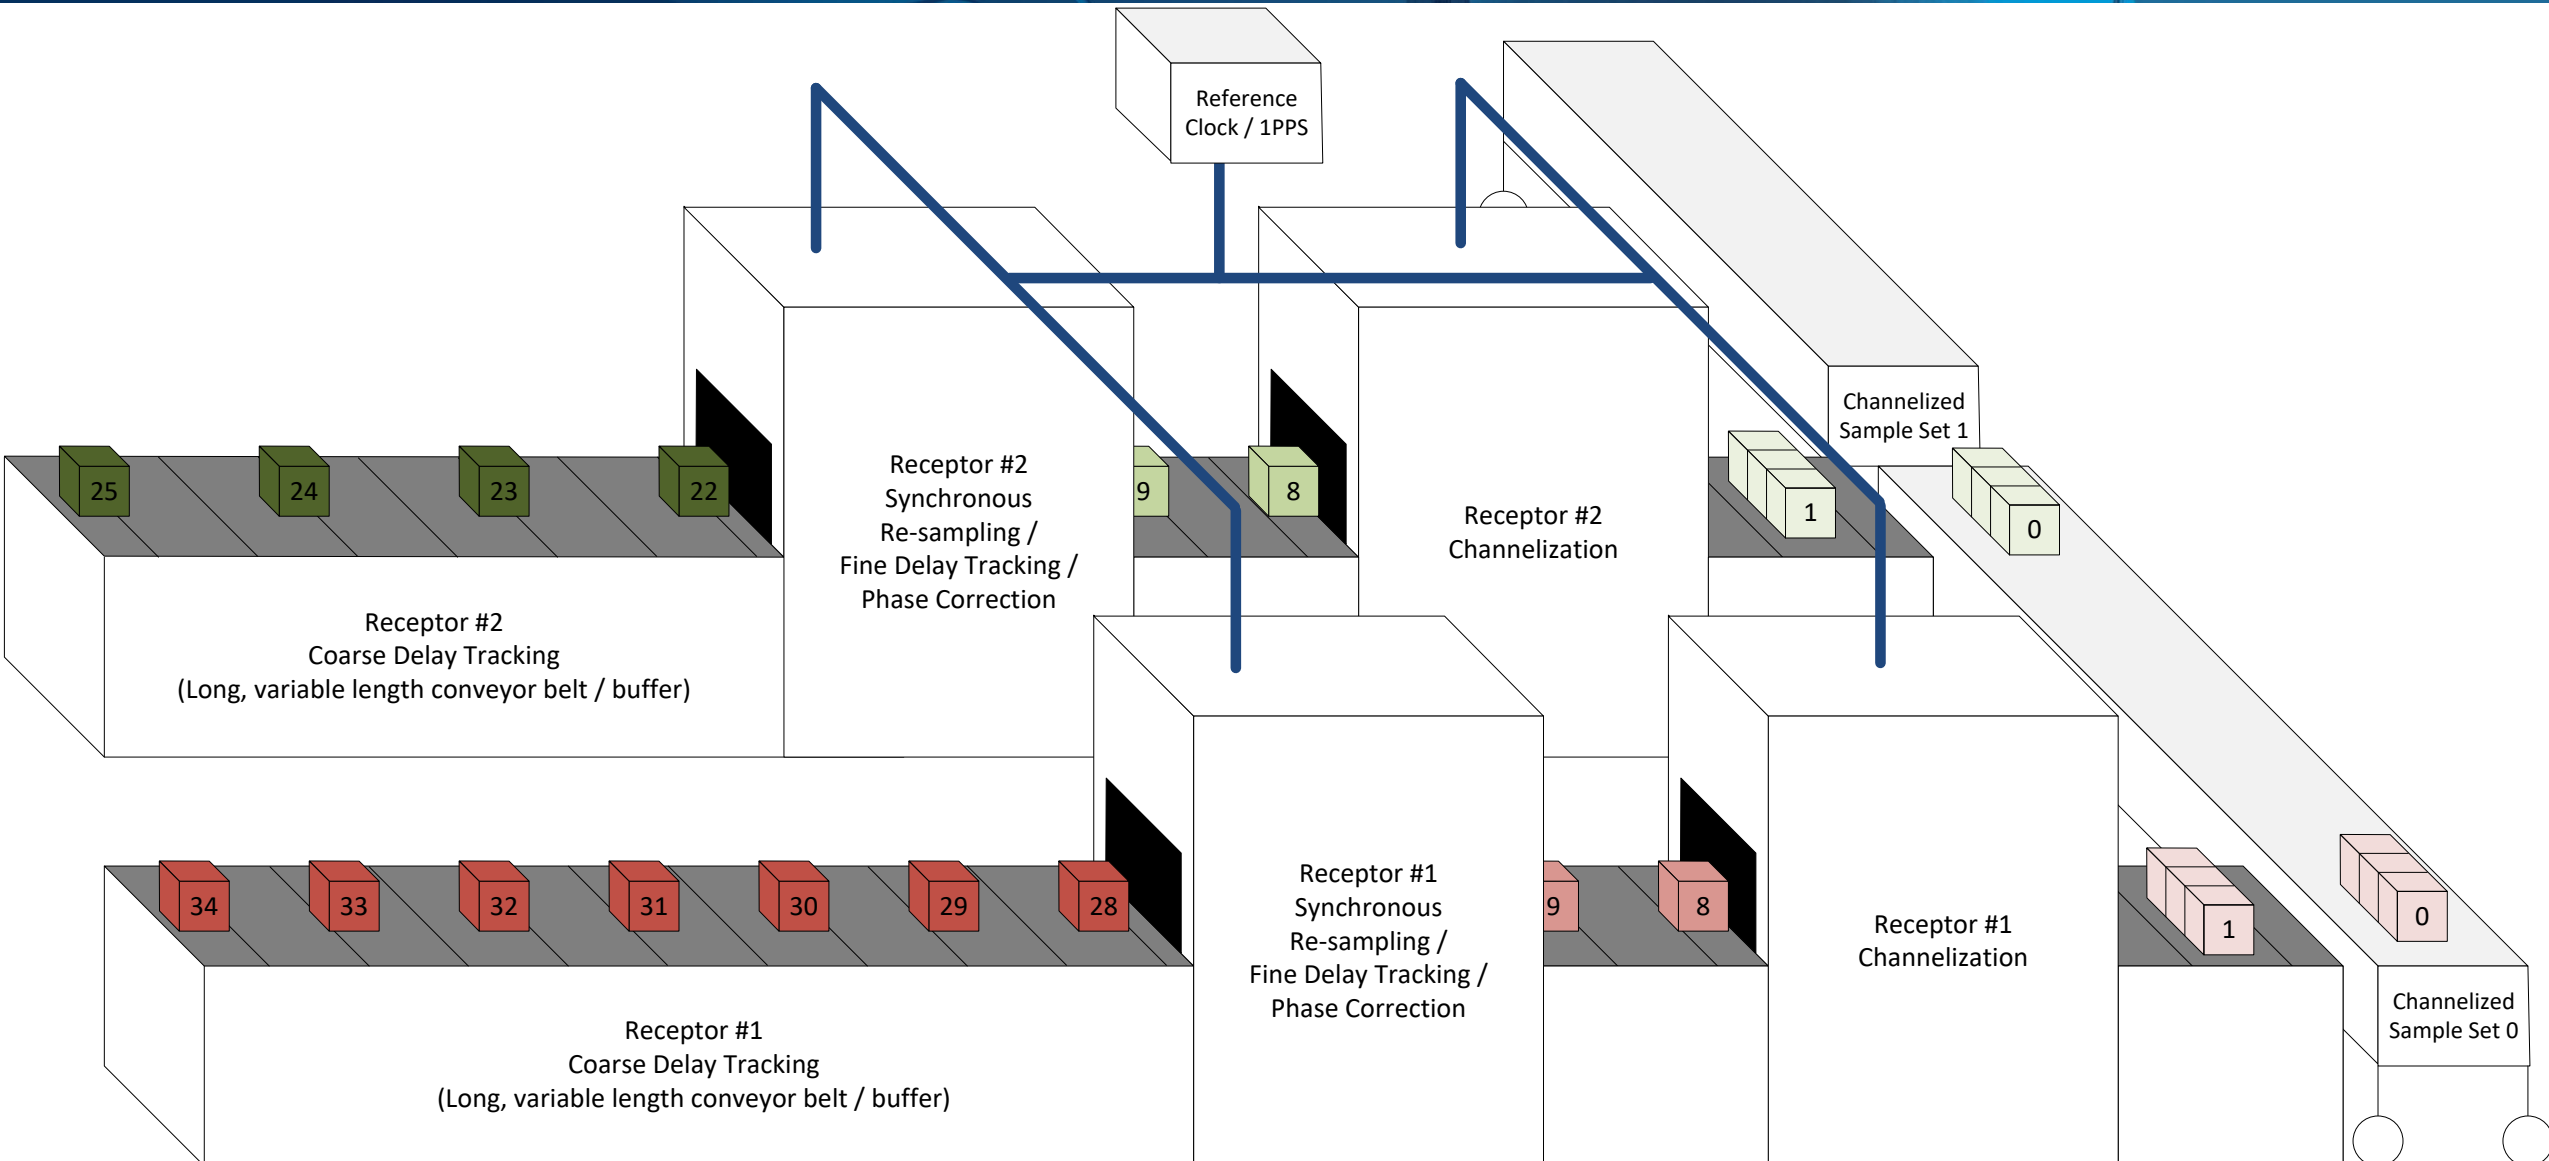 Reference
Clock / 1PPS
Channelized
Sample Set 1
25
24
23
22
9
8
1
0
Receptor #2
Synchronous
Re-sampling /
Fine Delay Tracking /
Phase Correction
Receptor #2
Channelization
Receptor #2
Coarse Delay Tracking
(Long, variable length conveyor belt / buffer)
34
33
32
31
30
29
28
9
8
1
0
Receptor #1
Synchronous
Re-sampling /
Fine Delay Tracking /
Phase Correction
Receptor #1
Channelization
Channelized
Sample Set 0
Receptor #1
Coarse Delay Tracking
(Long, variable length conveyor belt / buffer)